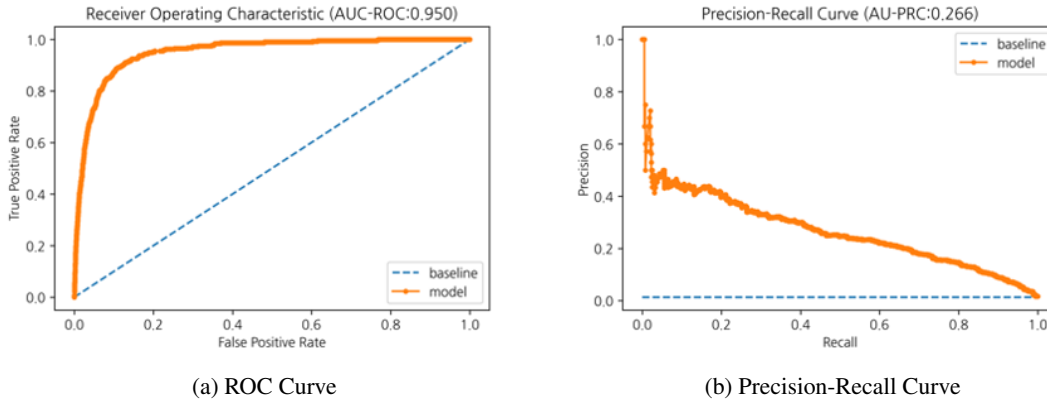 Receiver Operating Characteristic (AUC-ROC:0.950)
1.0
0.8
0.6
0.4
0.2
0.0
True Positive Rate
baseline
model
0.0 0.2 0.4 0.6 0.8 1.0
False Positive Rate
(a) ROC Curve
Precision-Recall Curve (AU-PRC:0.266)
baseline
model
1.0
0.8
0.6
0.4
0.2
0.0
Precision
0.0 0.2 0.4 0.6 0.8 1.0
Recall
(b) Precision-Recall Curve